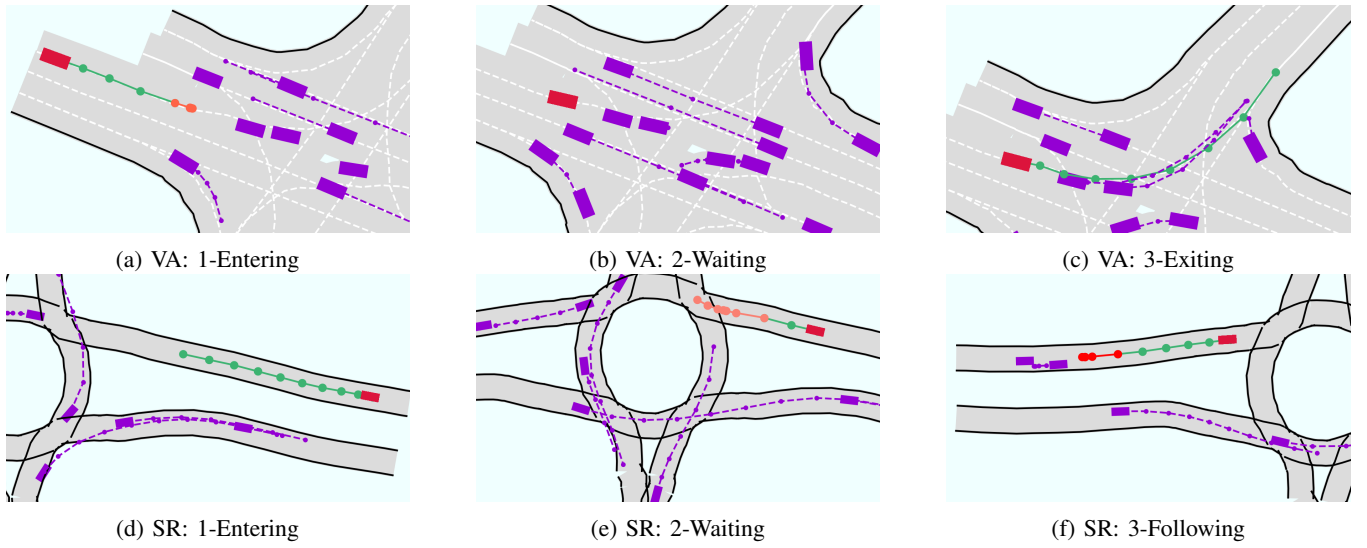 (a) VA: 1-Entering
(b) VA: 2-Waiting
(c) VA: 3-Exiting
(d) SR: 1-Entering
(e) SR: 2-Waiting
(f) SR: 3-Following